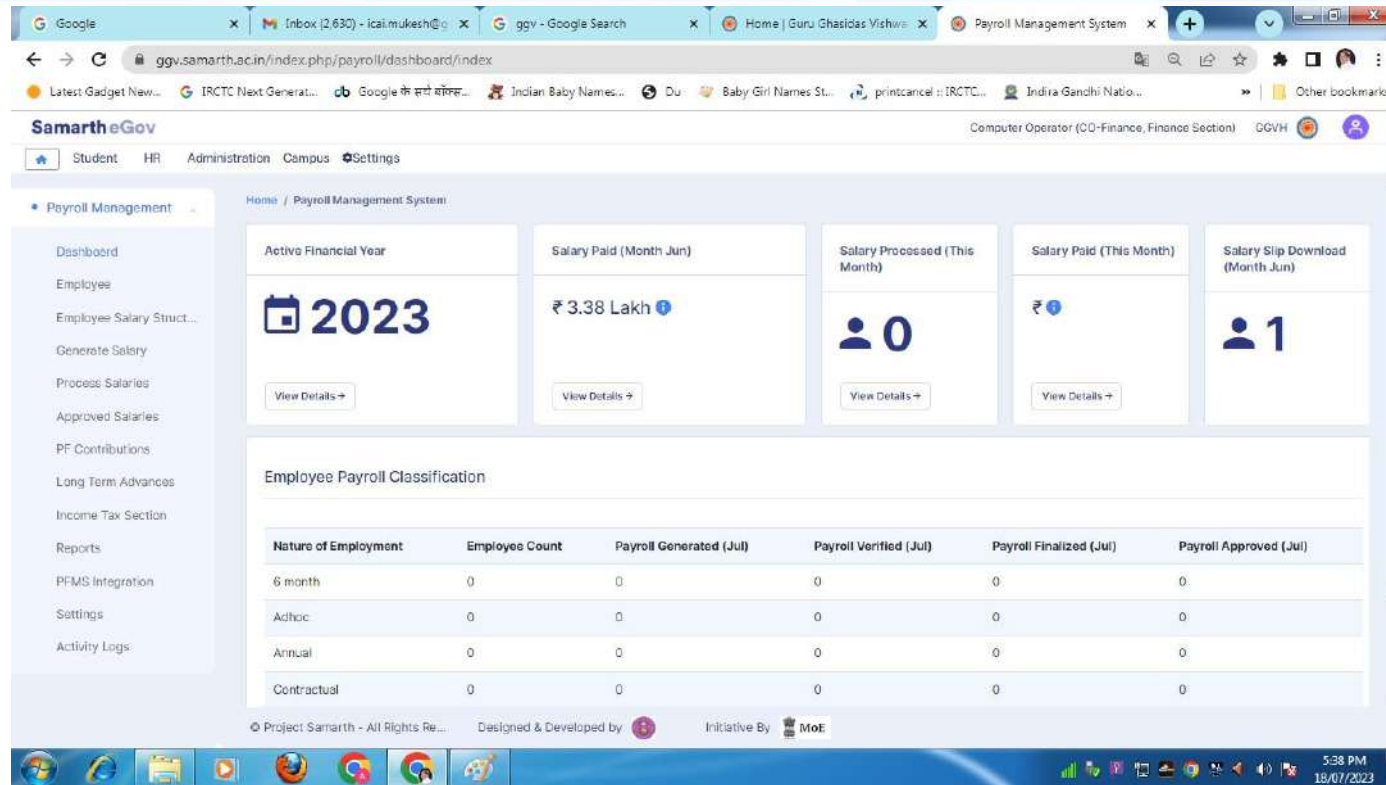 Google
Inbox (2,630) - icai.mukesh@g
ggv - Google Search
Home | Guru Ghasidas Vishwa
Payroll Management System
ggv.samarth.ac.in/index.php/payroll/dashboard/index
Latest Gadget New...
IRCTC Next Generat...
Indian Baby Names...
Du
Baby Girl Names St...
printcancel :: IRCTC...
Indira Gandhi Natio...
»
Other bookmarks
Samarth eGov
Computer Operator (CO-Finance, Finance Section)
GGVH
Student HR Administration Campus Settings
Payroll Management
Home / Payroll Management System
Dashboard
Employee
Employee Salary Struct...
Generate Salary
Process Salaries
Approved Salaries
PF Contributions
Long Term Advances
Income Tax Section
Reports
PFMS Integration
Settings
Activity Logs
Active Financial Year
2023
View Details →
Salary Paid (Month Jun)
₹ 3.38 Lakh
View Details →
Salary Processed (This
Month)
0
View Details →
Salary Paid (This Month)
₹
View Details →
Salary Slip Download
(Month Jun)
1
Employee Payroll Classification
Nature of Employment Employee Count Payroll Generated (Jul) Payroll Verified (Jul) Payroll Finalized (Jul) Payroll Approved (Jul)
6 month 0 0 0 0 0
Adhoc 0 0 0 0 0
Annual 0 0 0 0 0
Contractual 0 0 0 0 0
© Project Samarth - All Rights Re...
Designed & Developed by
Initiative By
MoE
5:38 PM
18/07/2023